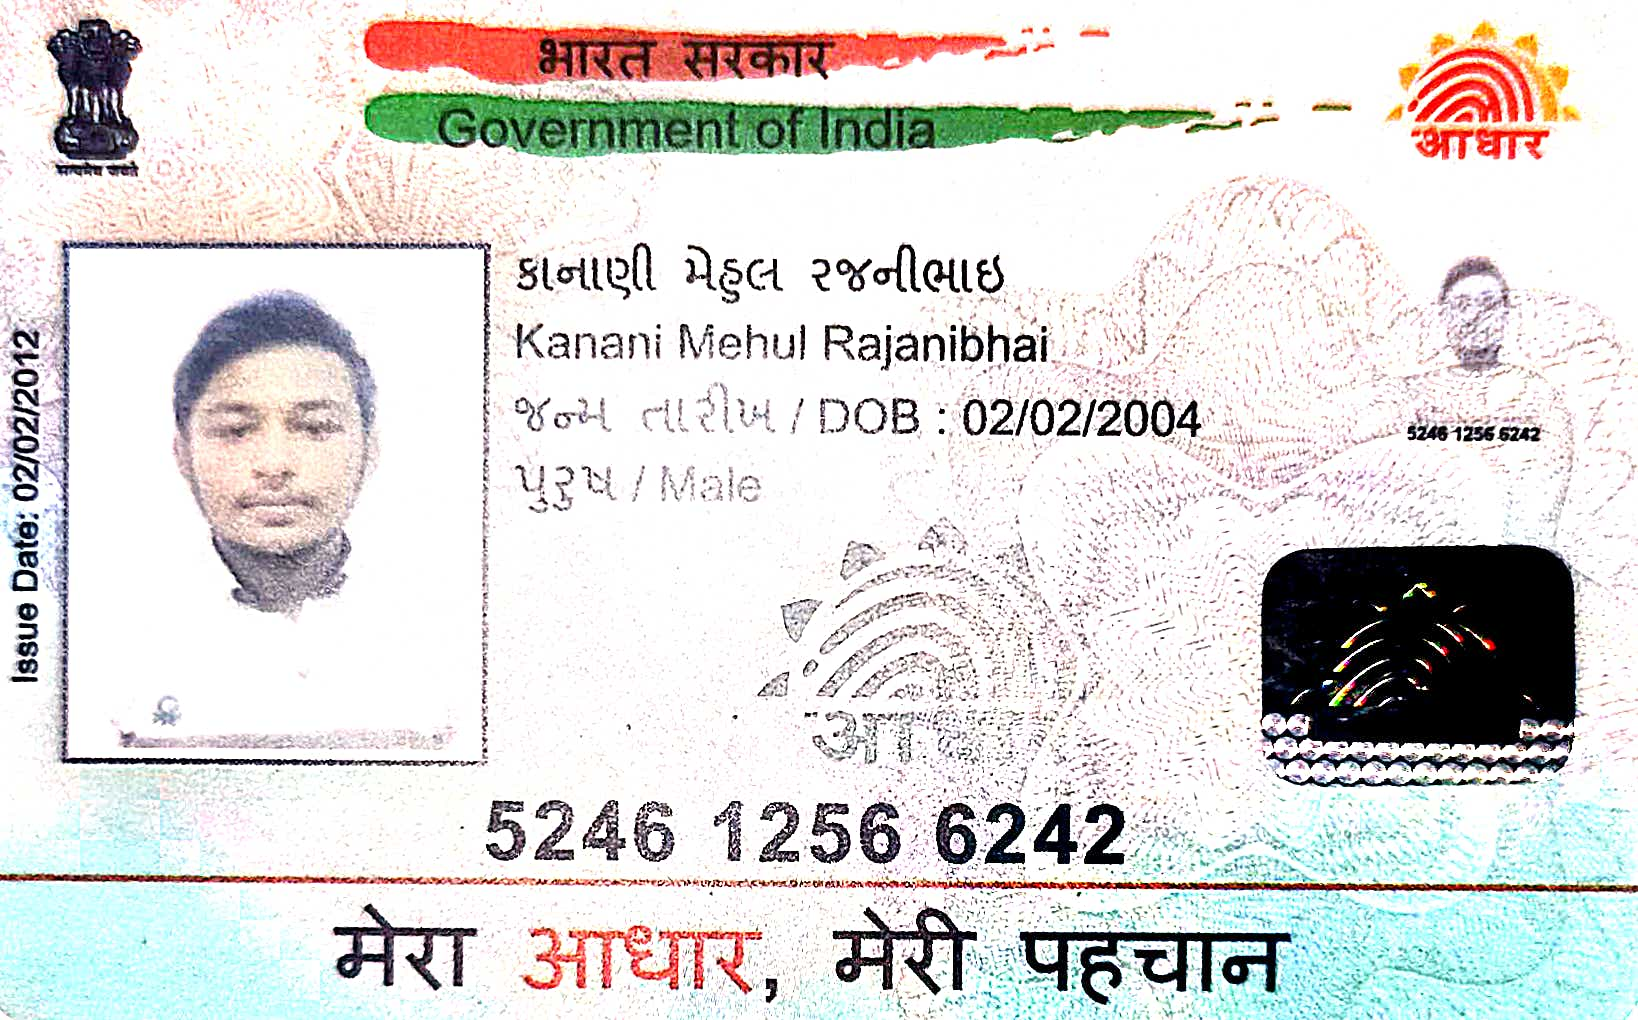 भारत सरकार
Government of India
आधार
सत्यमेव जयते
કાનાણી મેહુલ રજનીભાઇ
Kanani Mehul Rajanibhai
જન્મ તારીખ / DOB : 02/02/2004
પુરુષ / Male
Issue Date: 02/02/2012
5246 1256 6242
5246 1256 6242
मेरा आधार, मेरी पहचान